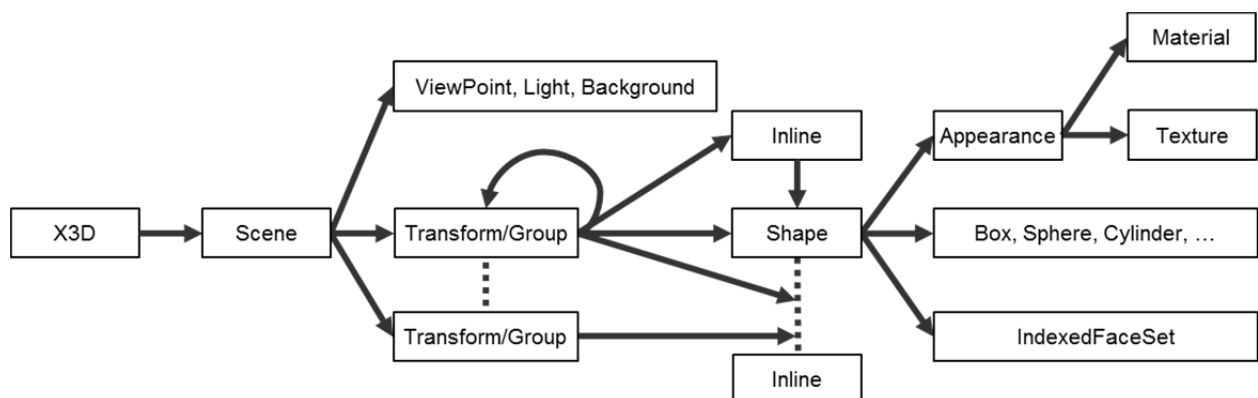 Material
ViewPoint, Light, Background
Inline
Appearance
Texture
X3D
Scene
Transform/Group
Shape
Box, Sphere, Cylinder, …
Transform/Group
IndexedFaceSet
Inline